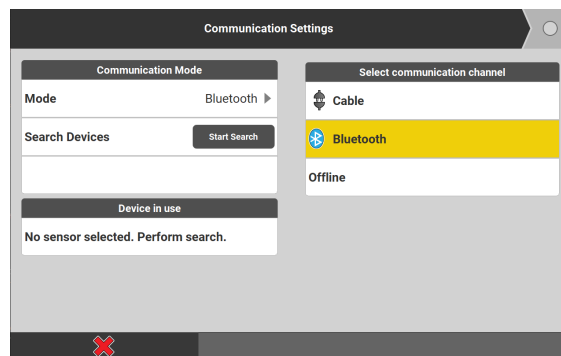 Communication Settings
Communication Mode
Mode Bluetooth
Search Devices Start Search
Device in use
No sensor selected. Perform search.
Select communication channel
Cable
Bluetooth
Offline